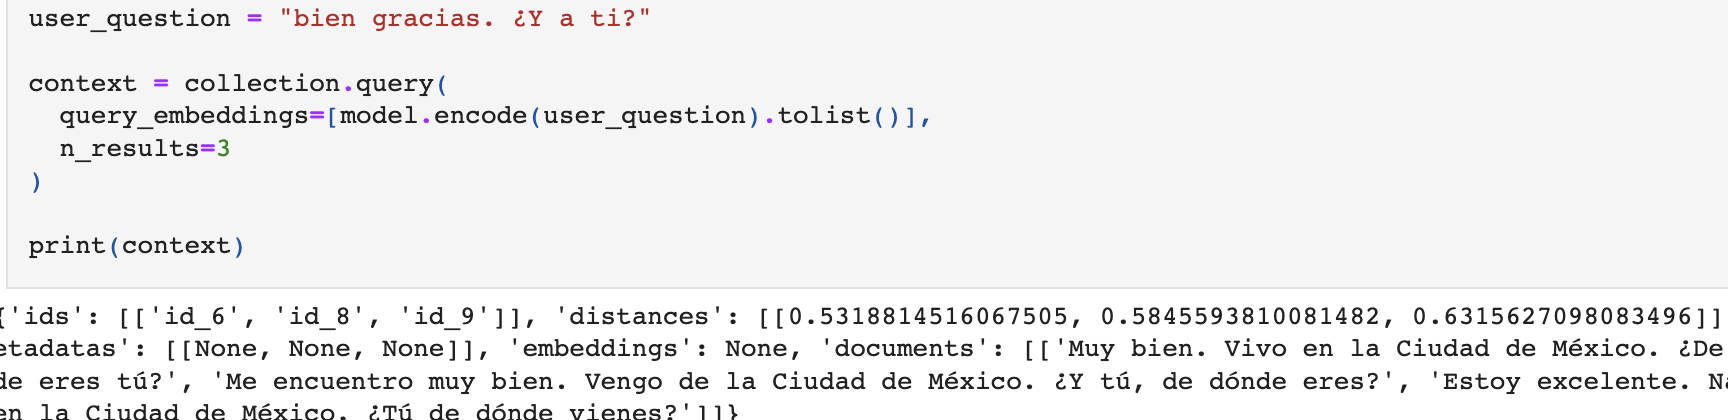 user_question = "bien gracias. ¿Y a ti?"
context = collection.query(
query_embeddings=[model.encode(user_question).tolist()],
n_results=3
)
print(context)
{'ids': [['id_6', 'id_8', 'id_9']], 'distances': [[0.5318814516067505, 0.5845593810081482, 0.6315627098083496]]
etadatas': [[None, None, None]], 'embeddings': None, 'documents': [['Muy bien. Vivo en la Ciudad de México. ¿De
de eres tú?', 'Me encuentro muy bien. Vengo de la Ciudad de México. ¿Y tú, de dónde eres?', 'Estoy excelente.
en la Ciudad de México. ¿Tú de dónde vienes?']]}